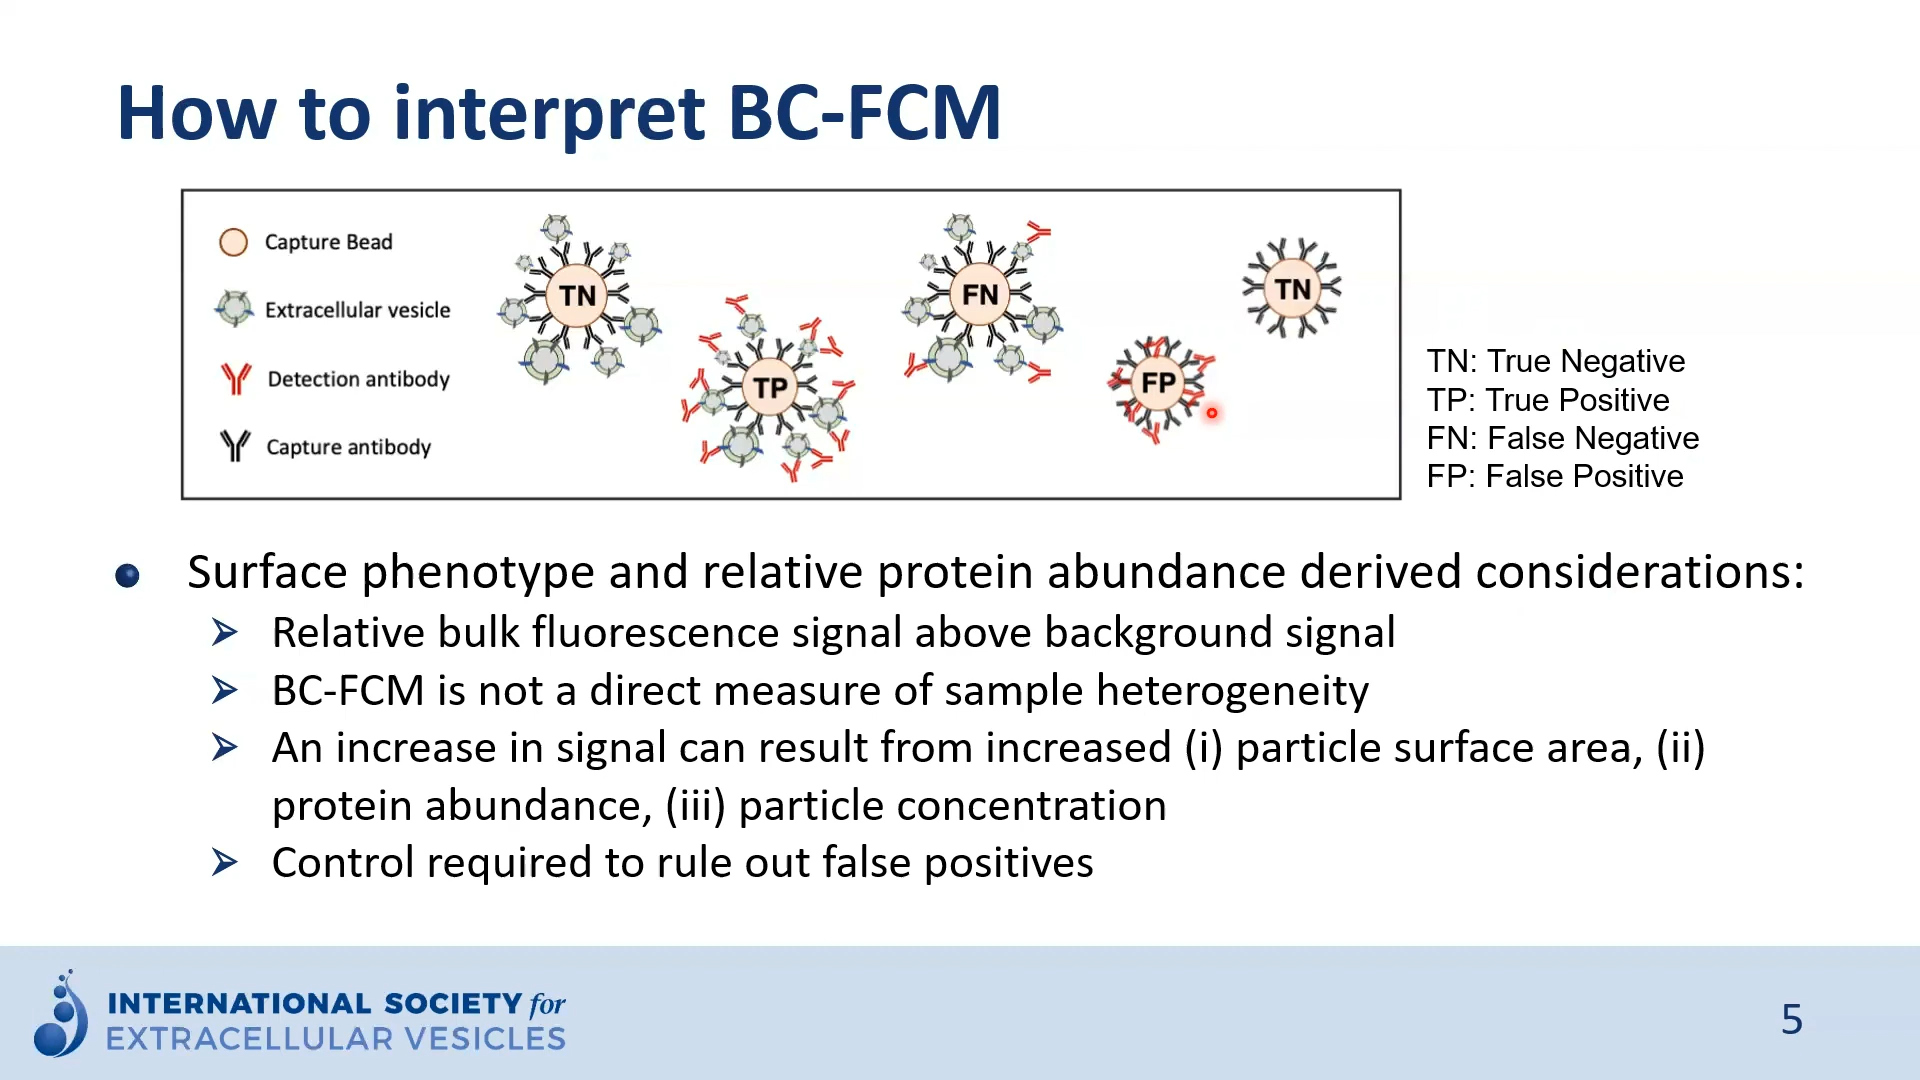 How to interpret BC-FCM
Capture Bead
Extracellular vesicle
Detection antibody
Capture antibody
TN
TP
FN
FP
TN
TN: True Negative
TP: True Positive
FN: False Negative
FP: False Positive
Surface phenotype and relative protein abundance derived considerations:
Relative bulk fluorescence signal above background signal
BC-FCM is not a direct measure of sample heterogeneity
An increase in signal can result from increased (i) particle surface area, (ii)
protein abundance, (iii) particle concentration
Control required to rule out false positives
INTERNATIONAL SOCIETY for
EXTRACELLULAR VESICLES
5